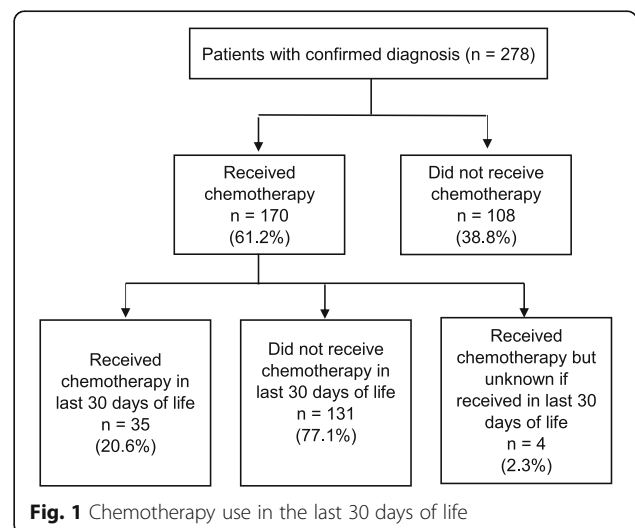 Patients with confirmed diagnosis (n = 278)
Received
chemotherapy
n = 170
(61.2%)
Did not receive
chemotherapy
n = 108
(38.8%)
Received
chemotherapy in
last 30 days of life
n = 35
(20.6%)
Did not receive
chemotherapy in
last 30 days of life
n = 131
(77.1%)
Received
chemotherapy but
unknown if
received in last 30
days of life
n = 4
(2.3%)
Fig. 1 Chemotherapy use in the last 30 days of life